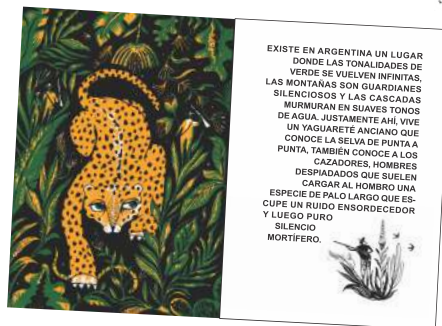 EXISTE EN ARGENTINA UN LUGAR
DONDE LAS TONALIDADES DE
VERDE SE VUELVEN INFINITAS,
LAS MONTAÑAS SON GUARDIANES
SILENCIOSOS Y LAS CASCADAS
MURMURAN EN SUAVES TONOS
DE AGUA. JUSTAMENTE AHÍ, VIVE
UN YAGUARETÉ ANCIANO QUE
CONOCE LA SELVA DE PUNTA A
PUNTA, TAMBIÉN CONOCE A LOS
CAZADORES, HOMBRES
DESPIADADOS QUE SUELEN
CARGAR AL HOMBRO UNA
ESPECIE DE PALO LARGO QUE ES-
CUPE UN RUIDO ENSORDECEDOR
Y LUEGO PURO
SILENCIO
MORTÍFERO.